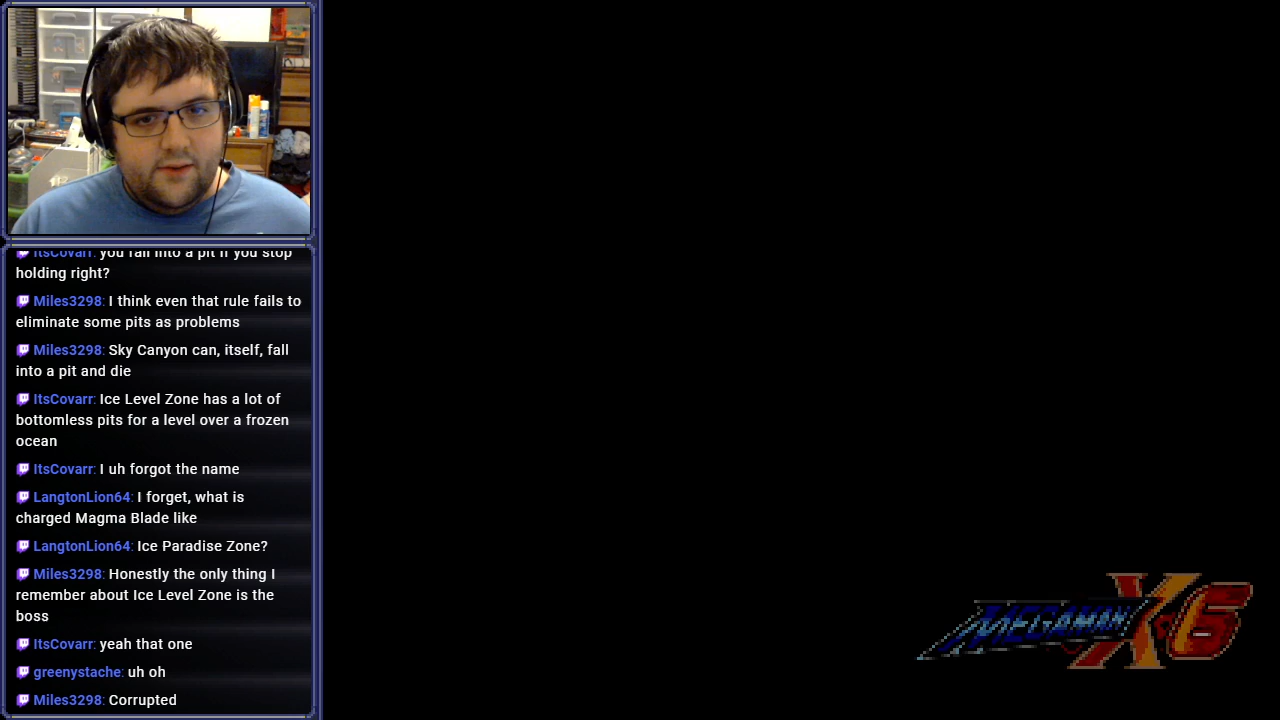 ItsCovarr: you fall into a pit if you stop
holding right?
Miles3298: I think even that rule fails to
eliminate some pits as problems
Miles3298: Sky Canyon can, itself, fall
into a pit and die
ItsCovarr: Ice Level Zone has a lot of
bottomless pits for a level over a frozen
ocean
ItsCovarr: I uh forgot the name
LangtonLion64: I forget, what is
charged Magma Blade like
LangtonLion64: Ice Paradise Zone?
Miles3298: Honestly the only thing I
remember about Ice Level Zone is the
boss
ItsCovarr: yeah that one
greenystache: uh oh
Miles3298: Corrupted
MEGAMAN X6